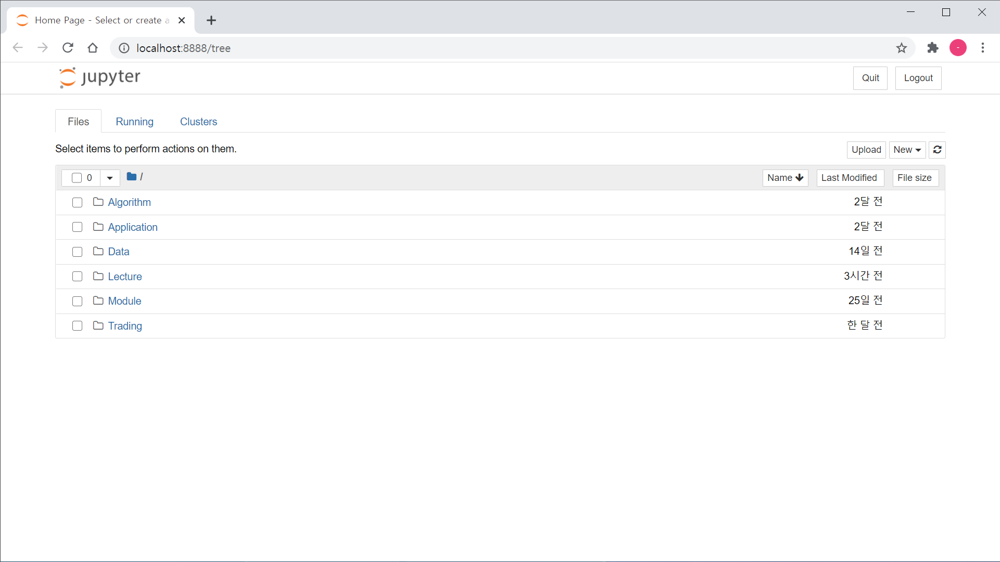 Home Page - Select or create a
localhost:8888/tree
jupyter
Quit Logout
Files Running Clusters
Select items to perform actions on them.
Upload New
0 / Name Last Modified File size
Algorithm 2달 전
Application 2달 전
Data 14일 전
Lecture 3시간 전
Module 25일 전
Trading 한 달 전